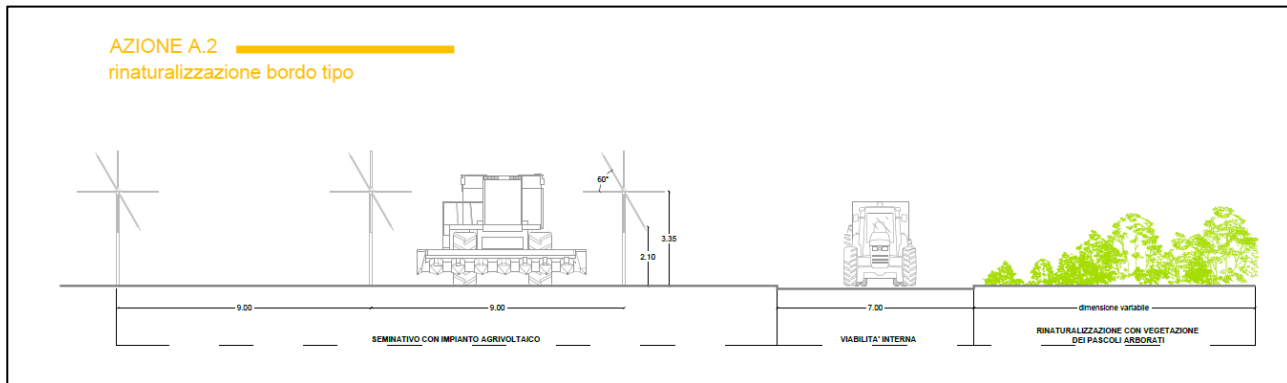 AZIONE A.2
rinaturalizzazione bordo tipo
60°
3.35
2.10
9.00
9.00
7.00
dimensione variabile
SEMINATIVO CON IMPIANTO AGRIVOLTAICO
VIABILITA' INTERNA
RINATURALIZZAZIONE CON VEGETAZIONE
DEI PASCOLI ARBORATI